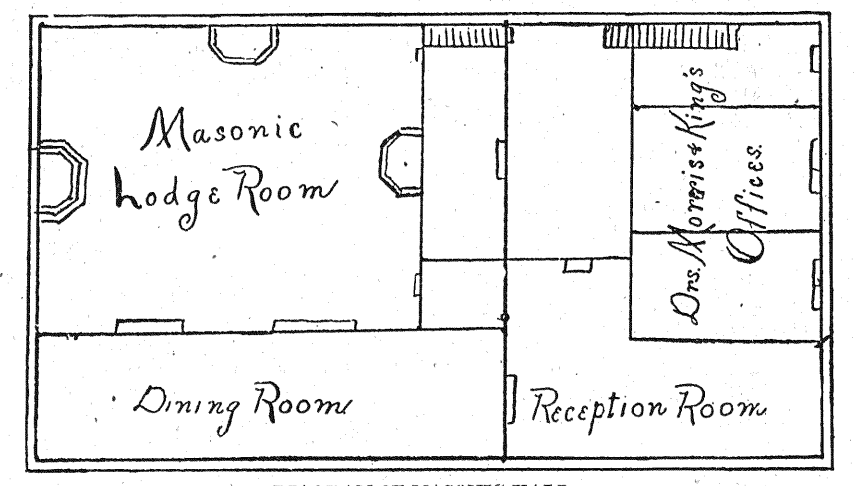 Masonic
Lodge Room
Drs. Morris & King's
Offices.
Dining Room
Reception Room